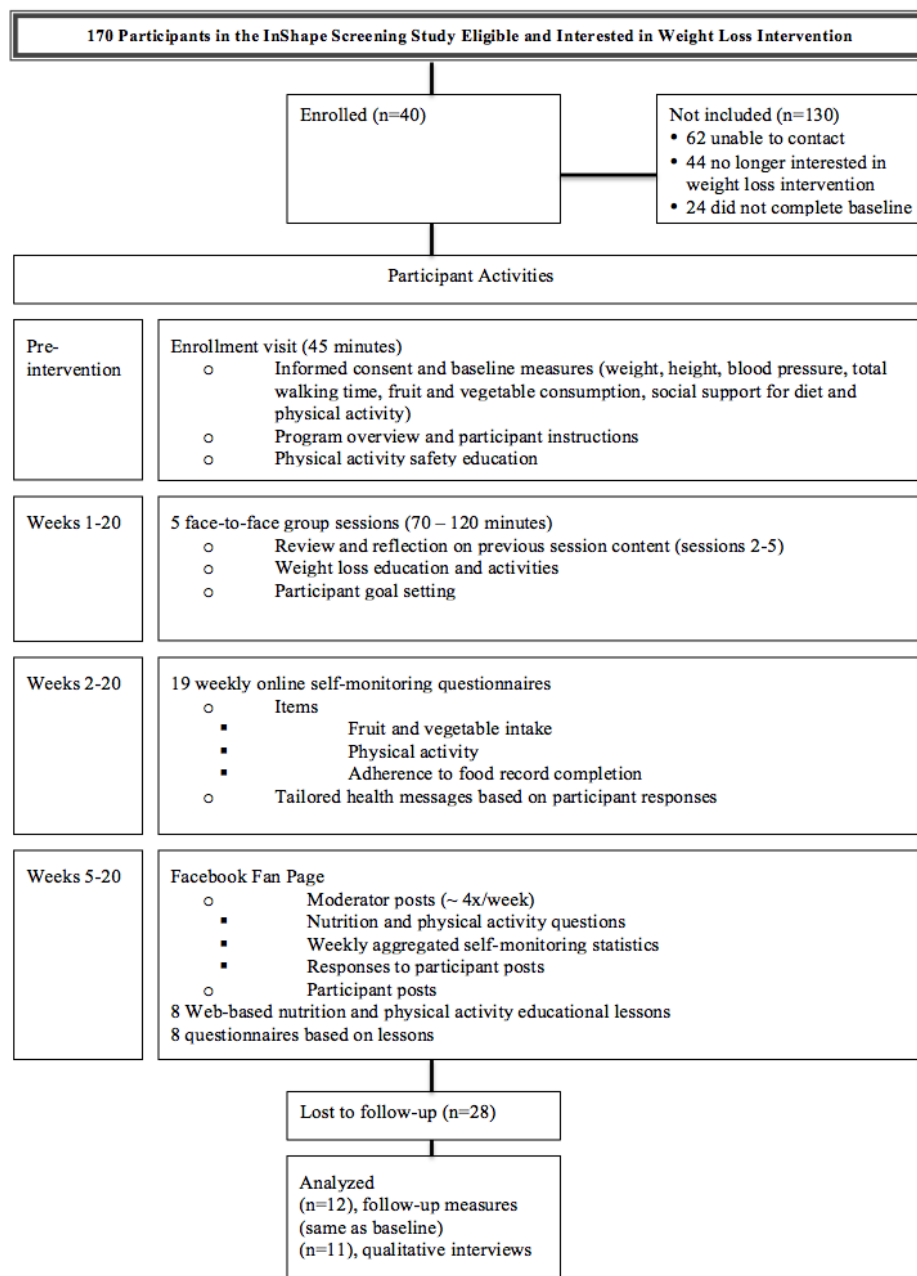 170 Participants in the InShape Screening Study Eligible and Interested in Weight Loss Intervention
Enrolled (n=40)
Not included (n=130)
▪ 62 unable to contact
▪ 44 no longer interested in
weight loss intervention
▪ 24 did not complete baseline
Participant Activities
Pre-
intervention
Enrollment visit (45 minutes)
o Informed consent and baseline measures (weight, height, blood pressure, total
walking time, fruit and vegetable consumption, social support for diet and
physical activity)
o Program overview and participant instructions
o Physical activity safety education
Weeks 1-20
5 face-to-face group sessions (70 – 120 minutes)
o Review and reflection on previous session content (sessions 2-5)
o Weight loss education and activities
o Participant goal setting
Weeks 2-20
19 weekly online self-monitoring questionnaires
o Items
▪ Fruit and vegetable intake
▪ Physical activity
▪ Adherence to food record completion
o Tailored health messages based on participant responses
Weeks 5-20
Facebook Fan Page
o Moderator posts (~ 4x/week)
▪ Nutrition and physical activity questions
▪ Weekly aggregated self-monitoring statistics
▪ Responses to participant posts
o Participant posts
8 Web-based nutrition and physical activity educational lessons
8 questionnaires based on lessons
Lost to follow-up (n=28)
Analyzed
(n=12), follow-up measures
(same as baseline)
(n=11), qualitative interviews